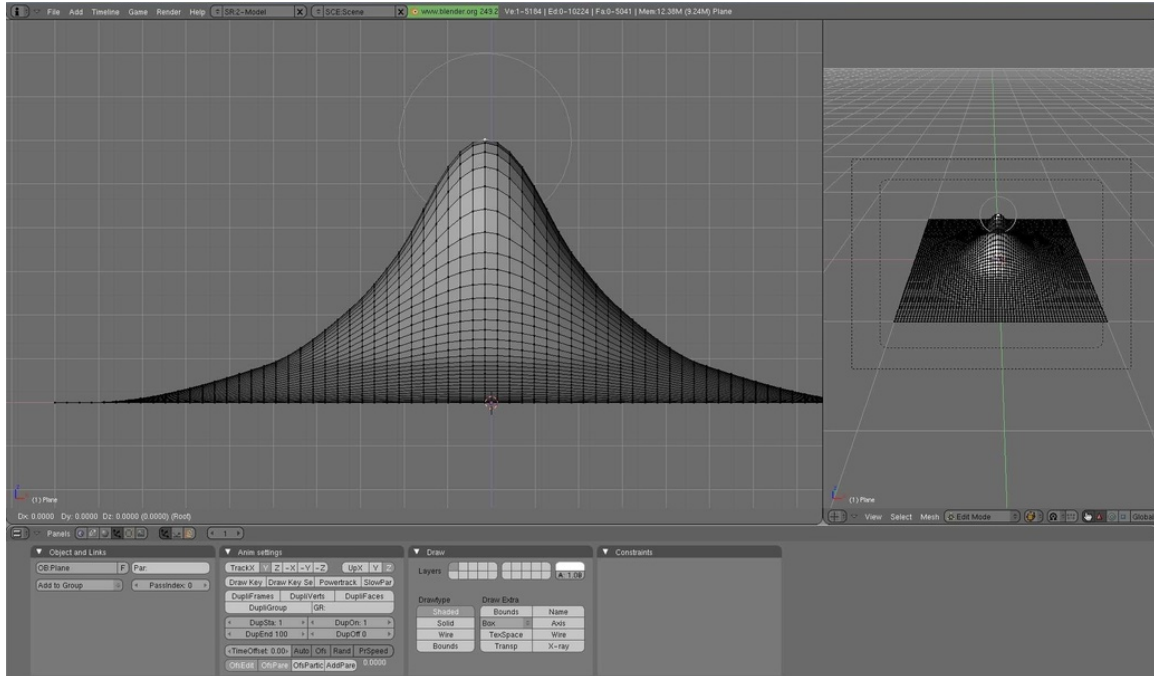 File Add Timeline Game Render Help SR:2-Model X SCE:Scene X www.blender.org 249.2 Ve:1-5184 | Ed:0-10224 | Fa:0-5041 | Mem:12.38M (9.24M) Plane
(1) Plane
(1) Plane
Dx: 0.0000 Dy: 0.0000 Dz: 0.0000 (0.0000) (Root)
View Select Mesh Edit Mode Global
Panels 1
Object and Links
OB:Plane F Par:
Add to Group PassIndex: 0
Anim settings
TrackX Y Z -X -Y -Z UpX Y Z
Draw Key Draw Key Se Powertrack SlowPar
DupliFrames DupliVerts DupliFaces
DupliGroup GR:
DupSta: 1 DupOn: 1
DupEnd 100 DupOff 0
TimeOffset: 0.00 Auto Ofs Rand PrSpeed
OfsEdit OfsPare OfsPartic AddPare 0.0000
Draw
Layers
Drawtype Draw Extra
Shaded Bounds Name
Solid Box Axis
Wire TexSpace Wire
Bounds Transp X-ray
Constraints